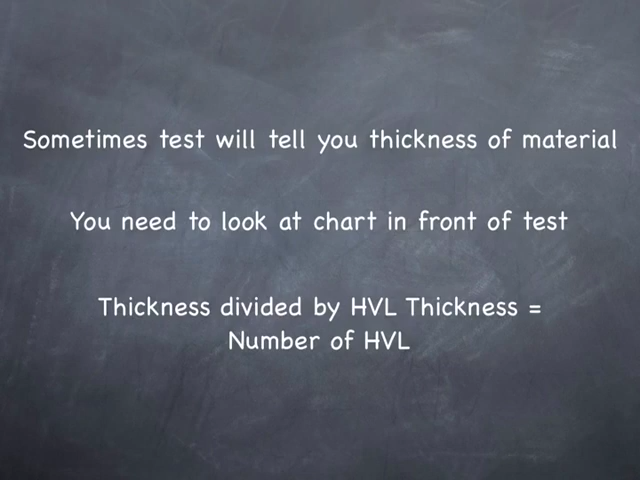 Sometimes test will tell you thickness of material
You need to look at chart in front of test
Thickness divided by HVL Thickness =
Number of HVL